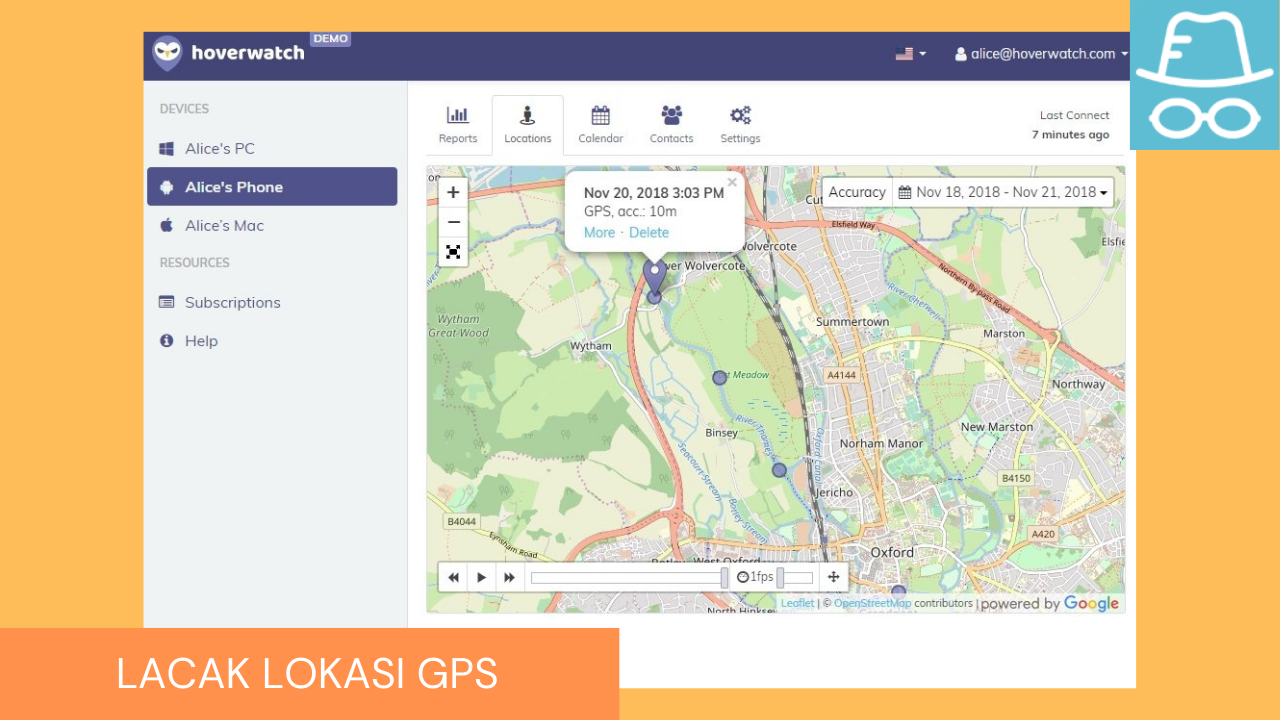 hoverwatch DEMO
alice@hoverwatch.com
DEVICES
Alice's PC
Alice's Phone
Alice's Mac
RESOURCES
Subscriptions
Help
Reports
Locations
Calendar
Contacts
Settings
Last Connect
7 minutes ago
+
−
Nov 20, 2018 3:03 PM
×
GPS, acc.: 10m
More · Delete
Accuracy
Nov 18, 2018 - Nov 21, 2018
Elsfield Way
Wolvercote
wer Wolvercote
Northern By-pass Road
River Cherwell
Wytham
Great Wood
Summertown
Marston
Wytham
A4144
Meadow
Northway
River Thames
Binsey
New Marston
Norham Manor
Oxford Canal
Seacourt Stream
B4150
Jericho
Botley Stream
B4044
A420
Eynsham Road
Oxford
West Oxford
1fps
North Hinksey
Leaflet | © OpenStreetMap contributors | powered by Google
LACAK LOKASI GPS